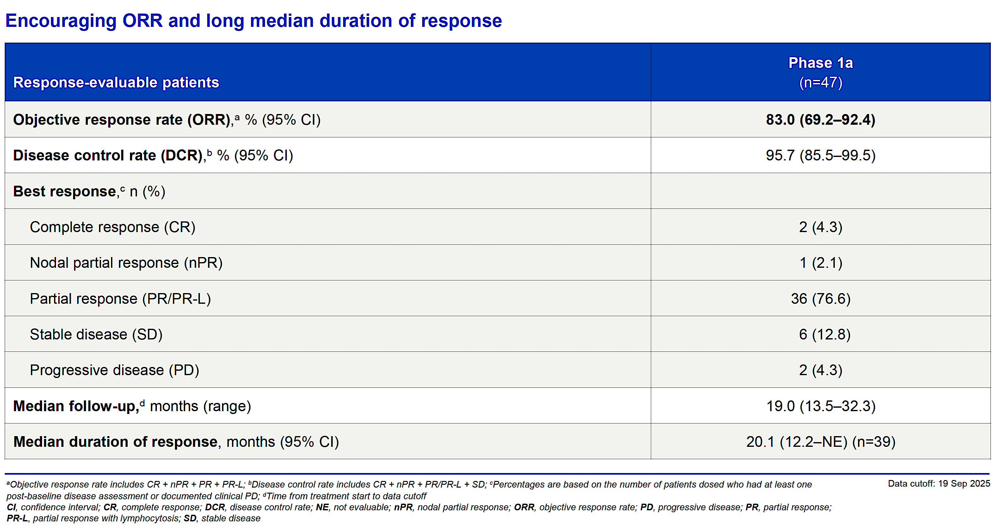 Encouraging ORR and long median duration of response
Phase 1a
Response-evaluable patients (n=47)
Objective response rate (ORR),ᵃ % (95% CI) 83.0 (69.2–92.4)
Disease control rate (DCR),ᵇ % (95% CI) 95.7 (85.5–99.5)
Best response,ᶜ n (%)
Complete response (CR) 2 (4.3)
Nodal partial response (nPR) 1 (2.1)
Partial response (PR/PR-L) 36 (76.6)
Stable disease (SD) 6 (12.8)
Progressive disease (PD) 2 (4.3)
Median follow-up,ᵈ months (range) 19.0 (13.5–32.3)
Median duration of response, months (95% CI) 20.1 (12.2–NE) (n=39)
ᵃObjective response rate includes CR + nPR + PR + PR-L; ᵇDisease control rate includes CR + nPR + PR/PR-L + SD; ᶜPercentages are based on the number of patients dosed who had at least one
post-baseline disease assessment or documented clinical PD; ᵈTime from treatment start to data cutoff
CI, confidence interval; CR, complete response; DCR, disease control rate; NE, not evaluable; nPR, nodal partial response; ORR, objective response rate; PD, progressive disease; PR, partial response;
PR-L, partial response with lymphocytosis; SD, stable disease
Data cutoff: 19 Sep 2025